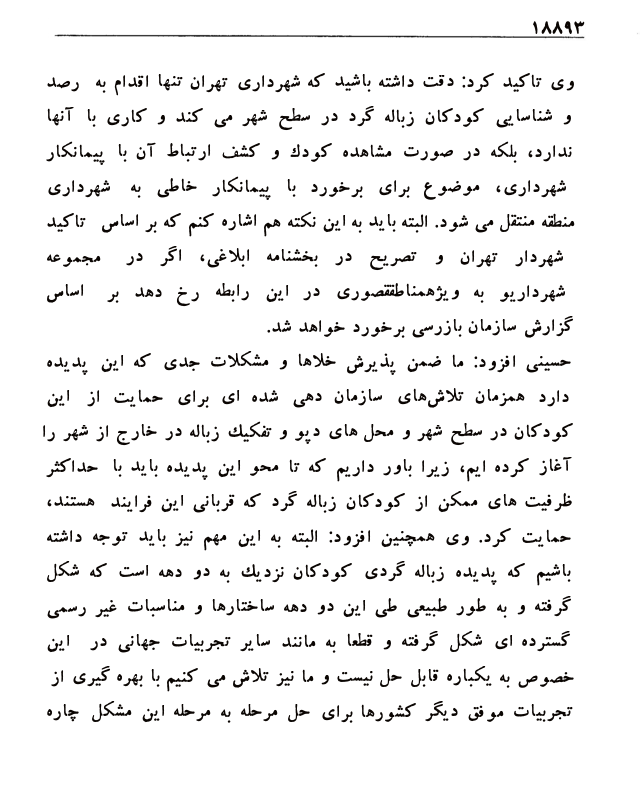 ۱۸۸۹۳
وی تاکید کرد: دقت داشته باشید که شهرداری تهران تنها اقدام به رصد
و شناسایی کودکان زباله گرد در سطح شهر می کند و کاری با آنها
ندارد، بلکه در صورت مشاهده کودك و کشف ارتباط آن با پیمانکار
شهرداری، موضوع برای برخورد با پیمانکار خاطی به شهرداری
منطقه منتقل می شود. البته باید به این نکته هم اشاره کنم که بر اساس تاکید
شهردار تهران و تصریح در بخشنامه ابلاغی، اگر در مجموعه
شهرداریو به ویژهمناطققصوری در این رابطه رخ دهد بر اساس
گزارش سازمان بازرسی برخورد خواهد شد.
حسینی افزود: ما ضمن پذیرش خلاها و مشکلات جدی که این پدیده
دارد همزمان تلاش‌های سازمان دهی شده ای برای حمایت از این
کودکان در سطح شهر و محل های دپو و تفکیك زباله در خارج از شهر را
آغاز کرده ایم، زیرا باور داریم که تا محو این پدیده باید با حداکثر
ظرفیت های ممکن از کودکان زباله گرد که قربانی این فرایند هستند،
حمایت کرد. وی همچنین افزود: البته به این مهم نیز باید توجه داشته
باشیم که پدیده زباله گردی کودکان نزدیك به دو دهه است که شکل
گرفته و به طور طبیعی طی این دو دهه ساختارها و مناسبات غیر رسمی
گسترده ای شکل گرفته و قطعا به مانند سایر تجربیات جهانی در این
خصوص به یکباره قابل حل نیست و ما نیز تلاش می کنیم با بهره گیری از
تجربیات موفق دیگر کشورها برای حل مرحله به مرحله این مشکل چاره